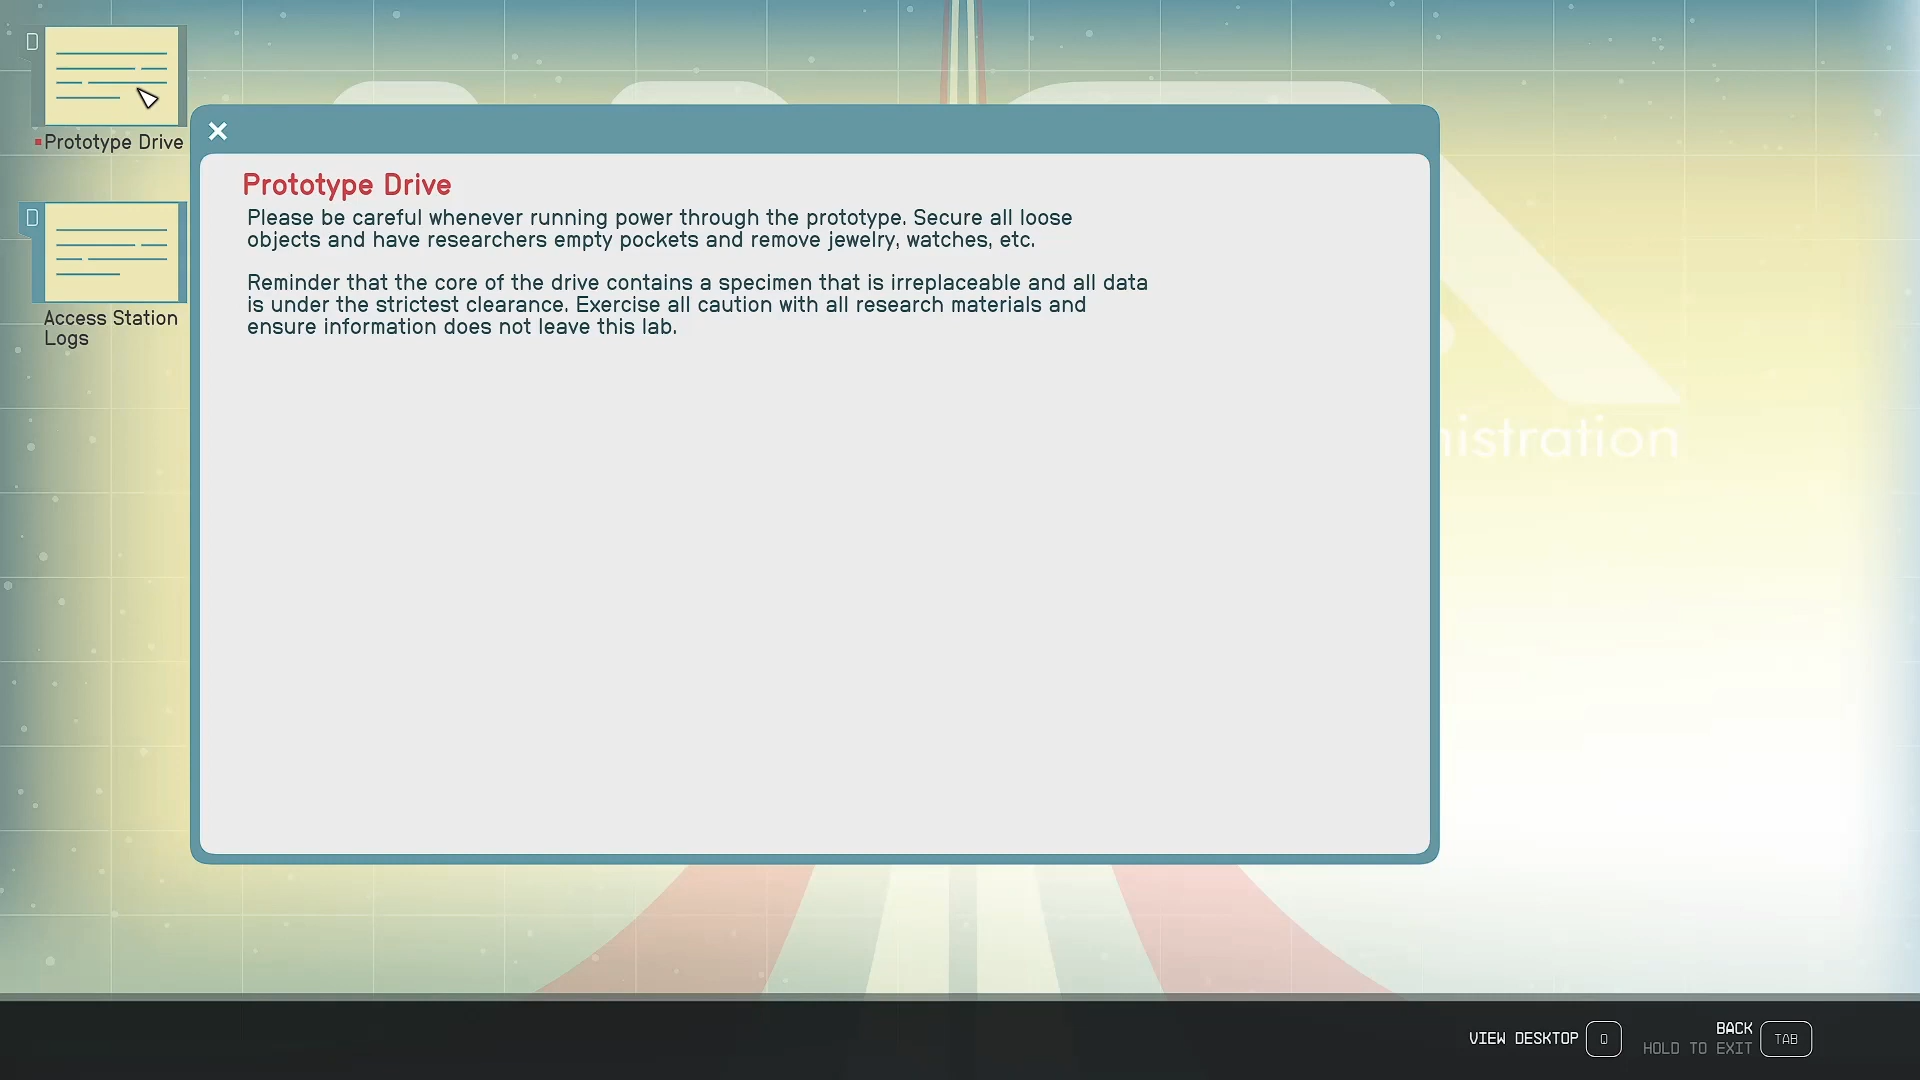 Prototype Drive
Access Station
Logs
Prototype Drive
Please be careful whenever running power through the prototype. Secure all loose
objects and have researchers empty pockets and remove jewelry, watches, etc.
Reminder that the core of the drive contains a specimen that is irreplaceable and all data
is under the strictest clearance. Exercise all caution with all research materials and
ensure information does not leave this lab.
nistration
VIEW DESKTOP Q
BACK
HOLD TO EXIT TAB